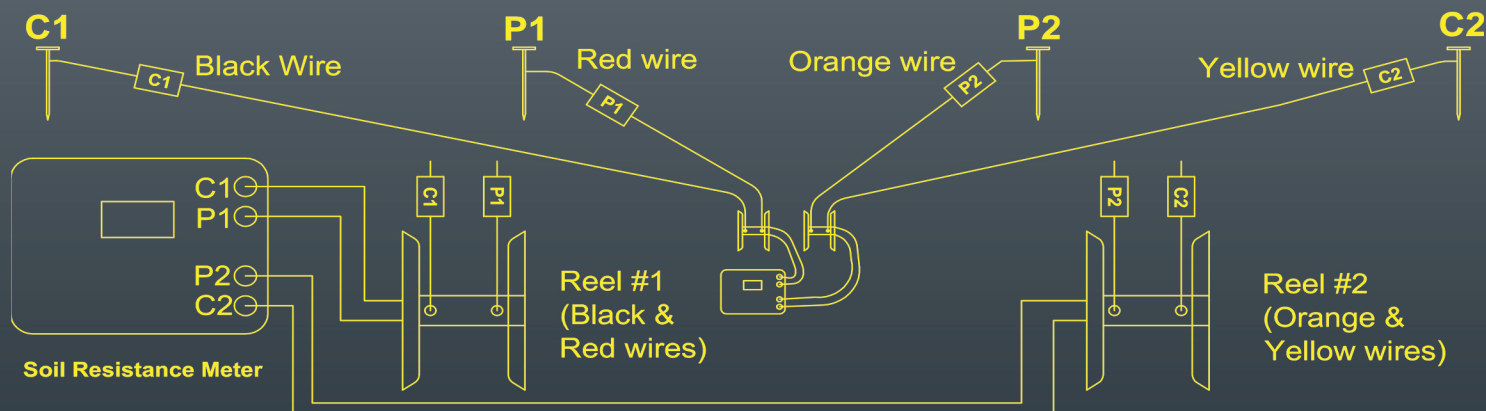 C1
P1
P2
C2
Black Wire
Red wire
Orange wire
Yellow wire
C1
P1
P2
C2
C1
P1
P2
C2
Soil Resistance Meter
C1
P1
Reel #1
(Black &
Red wires)
P2
C2
Reel #2
(Orange &
Yellow wires)